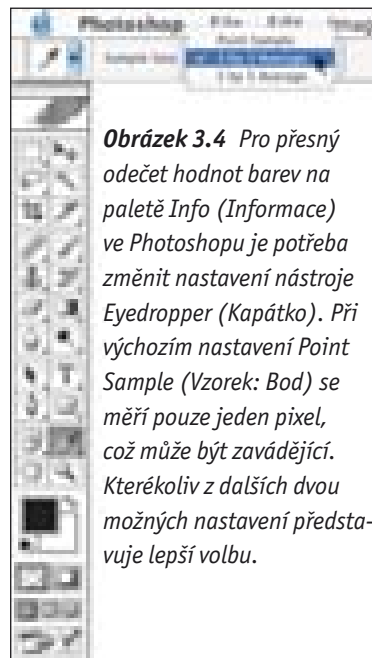 Photoshop
Obrázek 3.4 Pro přesný
odečet hodnot barev na
paletě Info (Informace)
ve Photoshopu je potřeba
změnit nastavení nástroje
Eyedropper (Kapátko). Při
výchozím nastavení Point
Sample (Vzorek: Bod) se
měří pouze jeden pixel,
což může být zavádějící.
Kterékoliv z dalších dvou
možných nastavení předsta-
vuje lepší volbu.